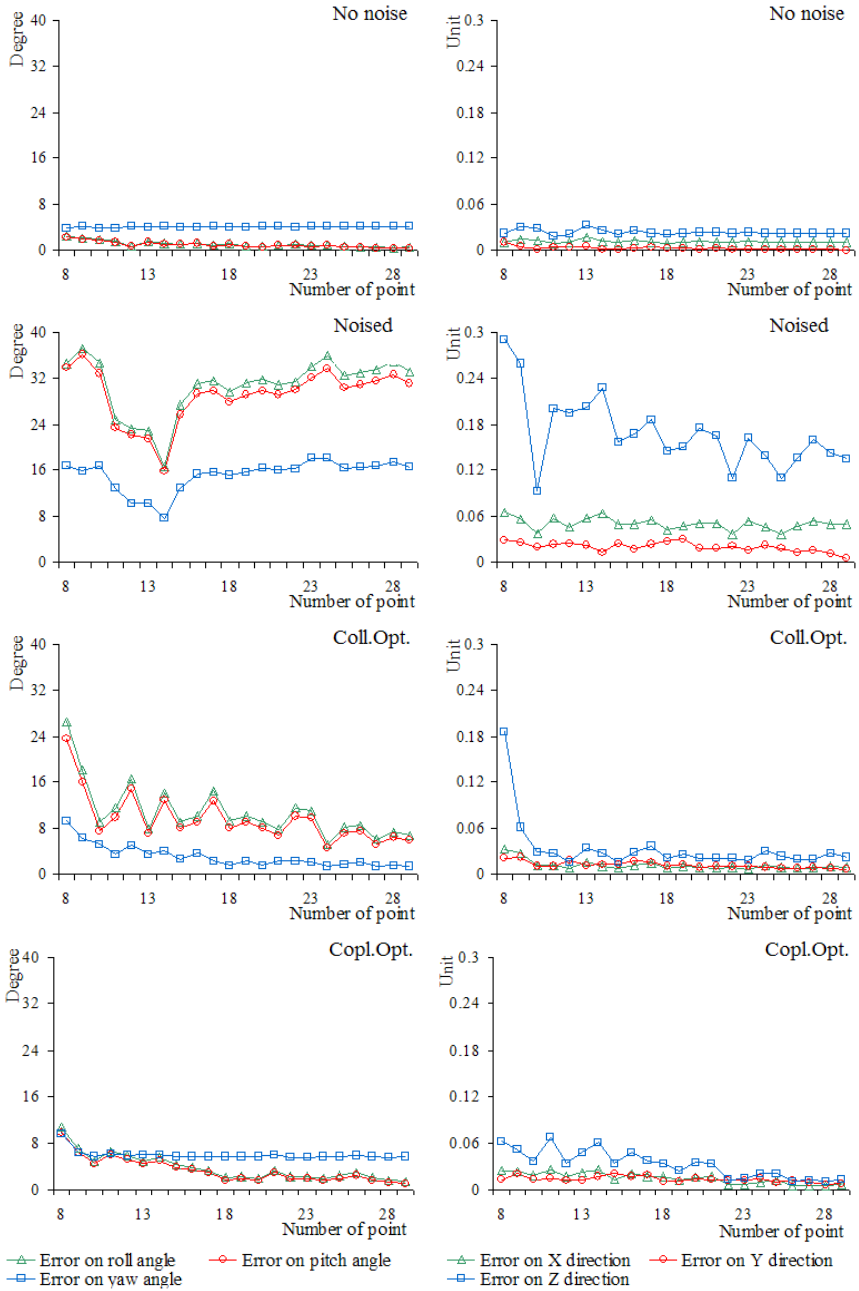 No noise
Degree
40
32
24
16
8
0
8 13 18 23 28
Number of point
No noise
Unit
0.3
0.24
0.18
0.12
0.06
0
8 13 18 23 28
Number of point
Noised
Degree
40
32
24
16
8
0
8 13 18 23 28
Number of point
Noised
Unit
0.3
0.24
0.18
0.12
0.06
0
8 13 18 23 28
Number of point
Coll.Opt.
Degree
40
32
24
16
8
0
8 13 18 23 28
Number of point
Coll.Opt.
Unit
0.3
0.24
0.18
0.12
0.06
0
8 13 18 23 28
Number of point
Copl.Opt.
Degree
40
32
24
16
8
0
8 13 18 23 28
Number of point
Copl.Opt.
Unit
0.3
0.24
0.18
0.12
0.06
0
8 13 18 23 28
Number of point
Error on roll angle
Error on pitch angle
Error on yaw angle
Error on X direction
Error on Y direction
Error on Z direction